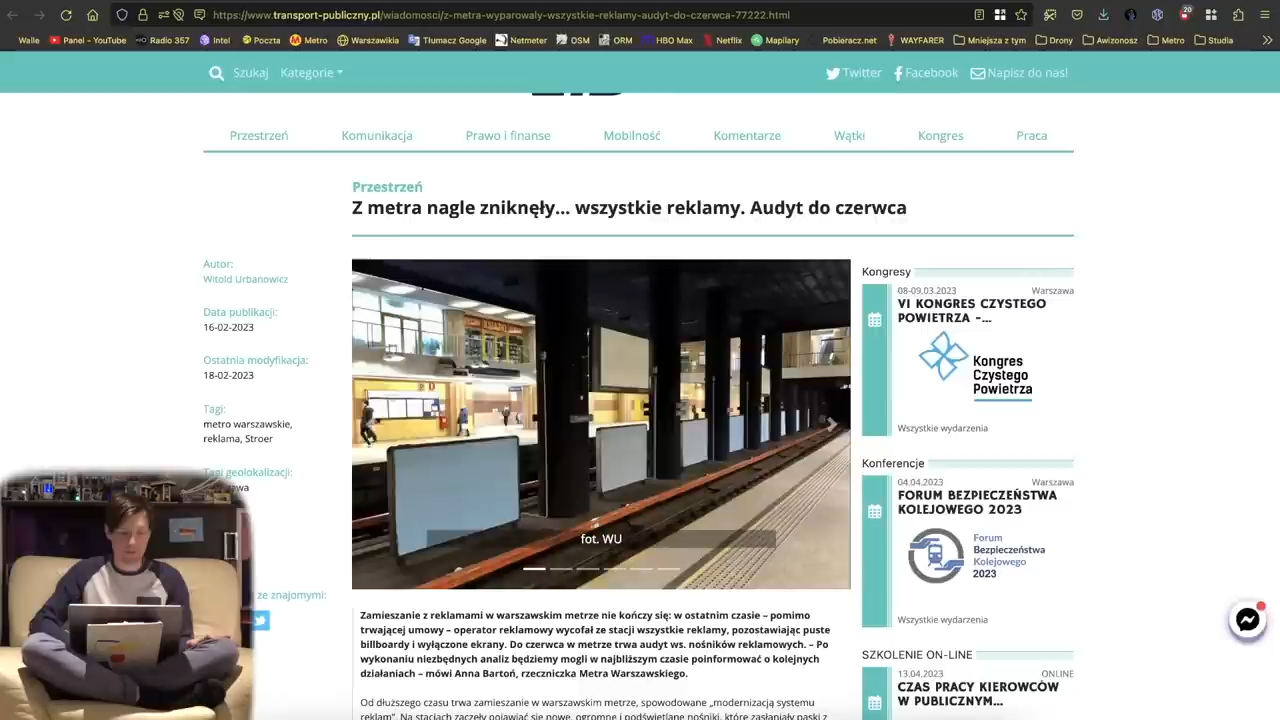 https://www.transport-publiczny.pl/wiadomosci/z-metra-wyparowaly-wszystkie-reklamy-audyt-do-czerwca-77222.html
20
Walle Panel - YouTube Radio 357 Intel Poczta Metro Warszawikia Tłumacz Google Netmeter OSM ORM HBO Max Netflix Mapilary Pobieracz.net WAYFARER Mniejsza z tym Drony Awizonosz Metro Studia
Szukaj Kategorie Twitter Facebook Napisz do nas!
Przestrzeń Komunikacja Prawo i finanse Mobilność Komentarze Wątki Kongres Praca
Przestrzeń
Z metra nagle zniknęły... wszystkie reklamy. Audyt do czerwca
Autor:
Witold Urbanowicz
Data publikacji:
16-02-2023
Ostatnia modyfikacja:
18-02-2023
Tagi:
metro warszawskie,
reklama, Stroer
Tagi geolokalizacji:
ze znajomymi:
fot. WU
Zamieszanie z reklamami w warszawskim metrze nie kończy się: w ostatnim czasie – pomimo
trwającej umowy – operator reklamowy wycofał ze stacji wszystkie reklamy, pozostawiając puste
billboardy i wyłączone ekrany. Do czerwca w metrze trwa audyt ws. nośników reklamowych. – Po
wykonaniu niezbędnych analiz będziemy mogli w najbliższym czasie poinformować o kolejnych
działaniach – mówi Anna Bartoń, rzeczniczka Metra Warszawskiego.
Od dłuższego czasu trwa zamieszanie w warszawskim metrze, spowodowane „modernizacją systemu
reklam”. Na stacjach zaczęły pojawiać się nowe, ogromne i podświetlane nośniki, które zasłaniały paski z
Kongresy
08-09.03.2023 Warszawa
VI KONGRES CZYSTEGO
POWIETRZA -...
Kongres
Czystego
Powietrza
Wszystkie wydarzenia
Konferencje
04.04.2023 Warszawa
FORUM BEZPIECZEŃSTWA
KOLEJOWEGO 2023
Forum
Bezpieczeństwa
Kolejowego
2023
Wszystkie wydarzenia
SZKOLENIE ON-LINE
13.04.2023 ONLINE
CZAS PRACY KIEROWCÓW
W PUBLICZNYM...